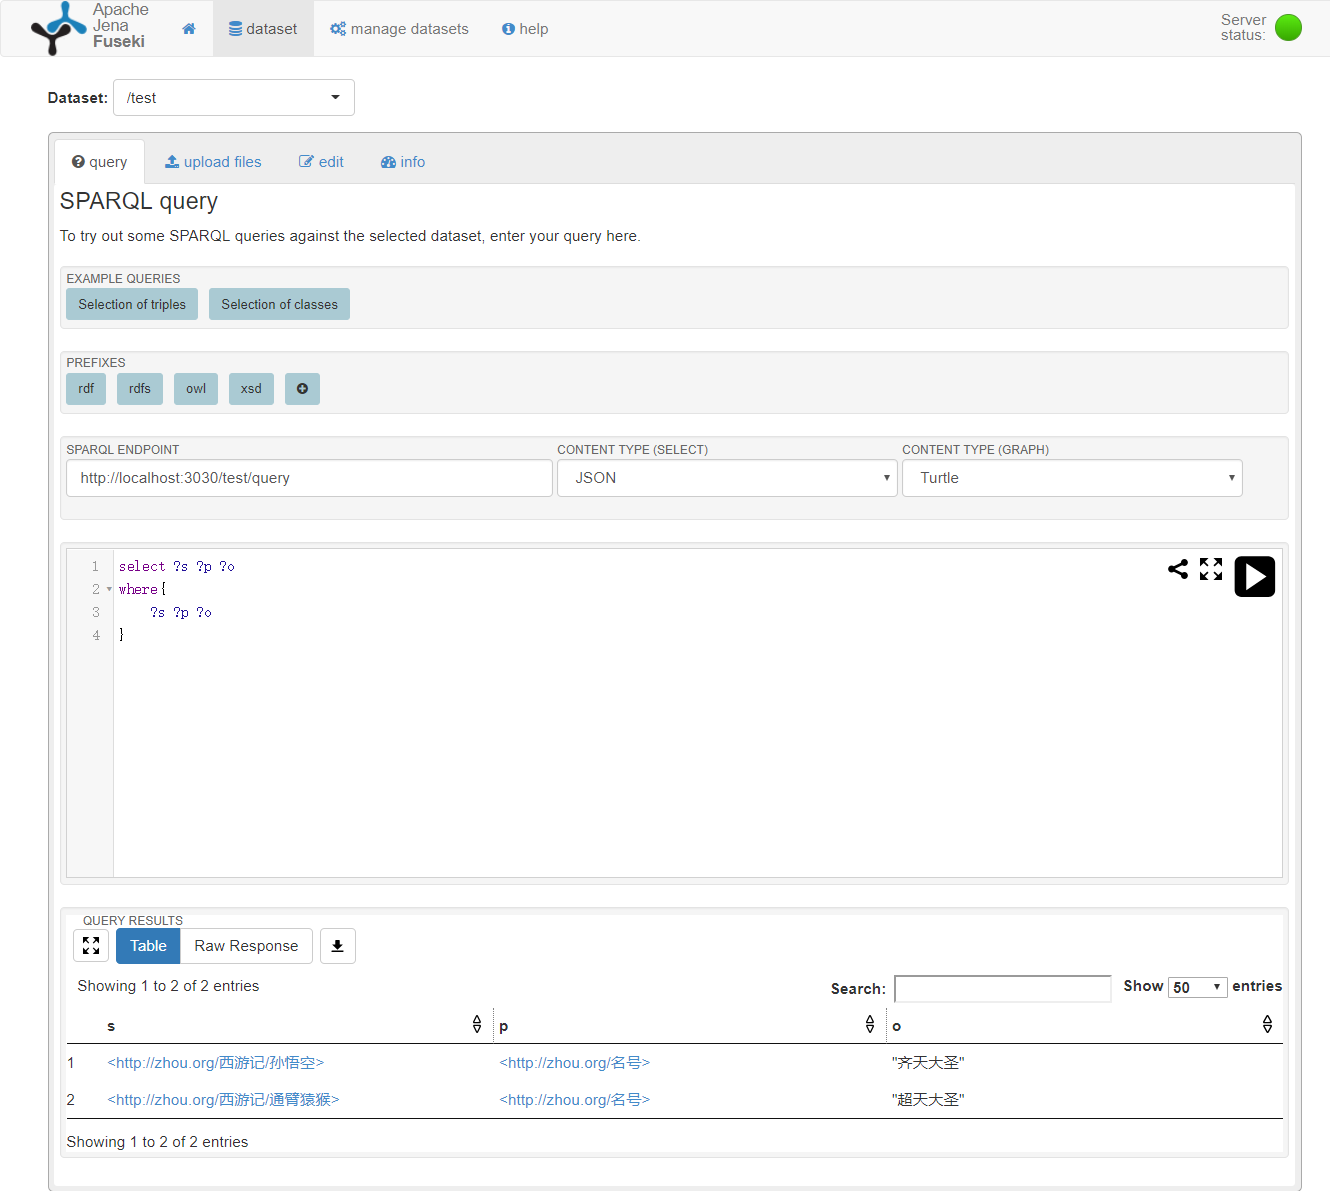 Apache
Jena
Fuseki
dataset
manage datasets
help
Server
status:
Dataset:
/test
query
upload files
edit
info
SPARQL query
To try out some SPARQL queries against the selected dataset, enter your query here.
EXAMPLE QUERIES
Selection of triples
Selection of classes
PREFIXES
rdf
rdfs
owl
xsd
SPARQL ENDPOINT
CONTENT TYPE (SELECT)
CONTENT TYPE (GRAPH)
http://localhost:3030/test/query
JSON
Turtle
1 select ?s ?p ?o
2 where{
3 ?s ?p ?o
4 }
QUERY RESULTS
Table
Raw Response
Showing 1 to 2 of 2 entries
Search:
Show 50 entries
s p o
1 <http://zhou.org/西游记/孙悟空> <http://zhou.org/名号> "齐天大圣"
2 <http://zhou.org/西游记/通臂猿猴> <http://zhou.org/名号> "超天大圣"
Showing 1 to 2 of 2 entries